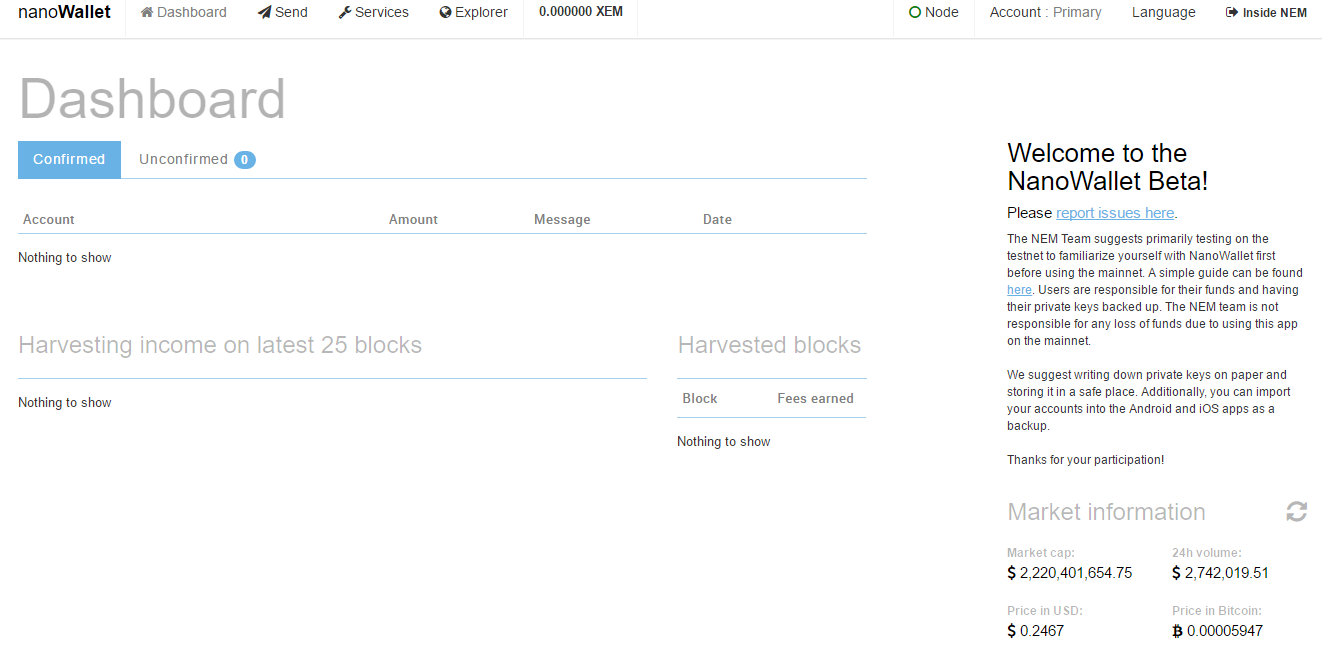 nanoWallet Dashboard Send Services Explorer 0.000000 XEM Node Account : Primary Language Inside NEM
Dashboard
Confirmed Unconfirmed 0
Account Amount Message Date
Nothing to show
Harvesting income on latest 25 blocks
Nothing to show
Harvested blocks
Block Fees earned
Nothing to show
Welcome to the
NanoWallet Beta!
Please report issues here.
The NEM Team suggests primarily testing on the
testnet to familiarize yourself with NanoWallet first
before using the mainnet. A simple guide can be found
here. Users are responsible for their funds and having
their private keys backed up. The NEM team is not
responsible for any loss of funds due to using this app
on the mainnet.
We suggest writing down private keys on paper and
storing it in a safe place. Additionally, you can import
your accounts into the Android and iOS apps as a
backup.
Thanks for your participation!
Market information
Market cap: 24h volume:
$ 2,220,401,654.75 $ 2,742,019.51
Price in USD: Price in Bitcoin:
$ 0.2467 ₿ 0.00005947